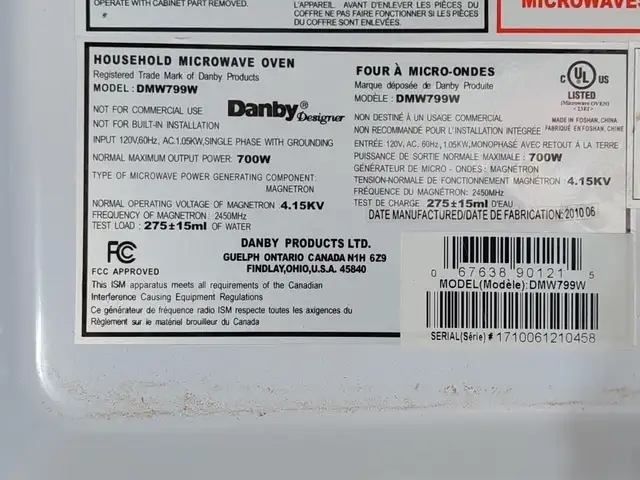 OPERATE WITH CABINET PART REMOVED.
L'APPAREIL. AVANT D'ENLEVER LES PIÈCES DU
COFFRE NE PAS FAIRE FONCTIONNER SI LES PIÈCES
DU COFFRE SONT ENLEVEES.
MICROWAVES
HOUSEHOLD MICROWAVE OVEN
Registered Trade Mark of Danby Products
MODEL : DMW799W
NOT FOR COMMERCIAL USE
NOT FOR BUILT-IN INSTALLATION
Danby® Designer
INPUT 120V,60Hz, AC.1.05KW,SINGLE PHASE WITH GROUNDING
NORMAL MAXIMUM OUTPUT POWER: 700W
TYPE OF MICROWAVE POWER GENERATING COMPONENT:
MAGNETRON
NORMAL OPERATING VOLTAGE OF MAGNETRON: 4.15KV
FREQUENCY OF MAGNETRON : 2450MHz
TEST LOAD : 275±15ml OF WATER
FCC
FCC APPROVED
DANBY PRODUCTS LTD.
GUELPH ONTARIO CANADA N1H 6Z9
FINDLAY,OHIO,U.S.A. 45840
This ISM apparatus meets all requirements of the Canadian
Interference Causing Equipment Regulations
Ce générateur de fréquence radio ISM respecte toutes les axigences du
Règlement sur le matériel brouilleur du Canada
FOUR À MICRO-ONDES
Marque déposée de Danby Produite
MODÈLE : DMW799W
C UL US
LISTED
(Microwave OVEN)
NON DESTINÉ À UN USAGE COMMERCIAL
NON RECOMMANDÉ POUR L'INSTALLATION INTÉGRÉE
MADE IN FOSHAN, CHINA
FABRIQUÉ EN FOSHAN, CHINE
ENTRÉE 120V, AC. 60Hz, 1.05KW,MONOPHASÉ AVEC RETOUT À LA TERRE
PUISSANCE DE SORTIE NORMALE MAXIMALE : 700W
GÉNÉRATEUR DE MICRO - ONDES: MAGNÉTRON
TENSION-NORMALE DE FONCTIONNEMENT MAGNÉTRON : 4.15KV
FRÉQUENCE DU MAGNÉTRON: 2450MHz
TEST DE CHARGE 275±15ml D'EAU
DATE MANUFACTURED/DATE DE FABRICATION: 2010 06
0 67638 90121 5
MODEL(Modèle):DMW799W
SERIAL(Série) # 1710061210458